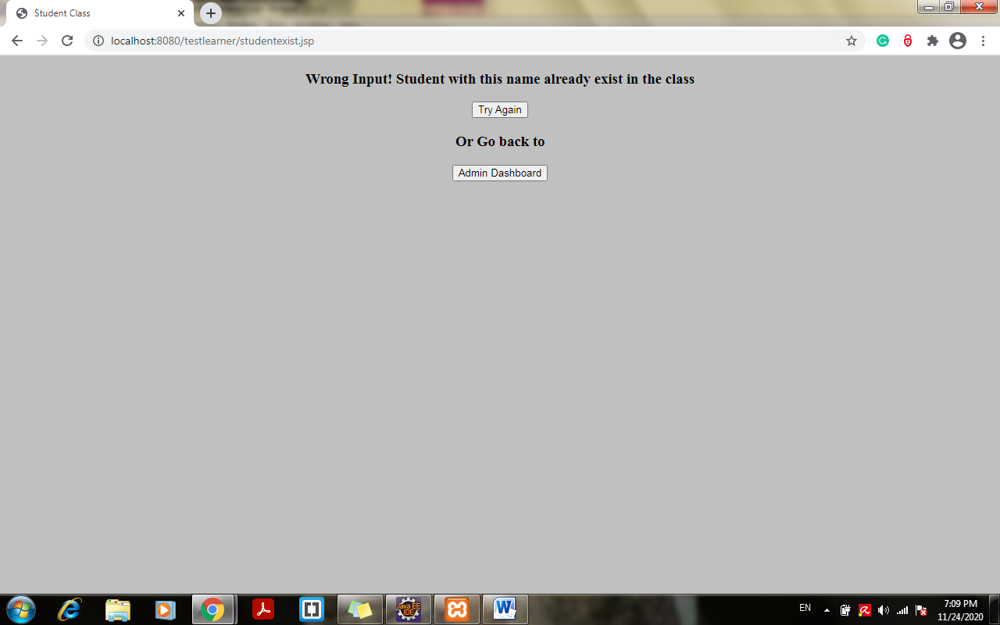 Student Class
localhost:8080/testlearner/studentexist.jsp
Wrong Input! Student with this name already exist in the class
Try Again
Or Go back to
Admin Dashboard
Java EE
IDE
EN
7:09 PM
11/24/2020